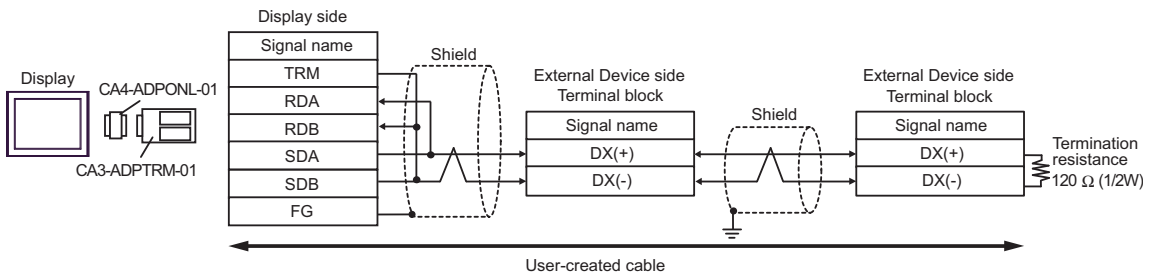 Display side
Signal name
TRM
RDA
RDB
SDA
SDB
FG
Display
CA4-ADPONL-01
CA3-ADPTRM-01
Shield
External Device side
Terminal block
Signal name
DX(+)
DX(-)
Shield
External Device side
Terminal block
Signal name
DX(+)
DX(-)
Termination
resistance
120 Ω (1/2W)
User-created cable